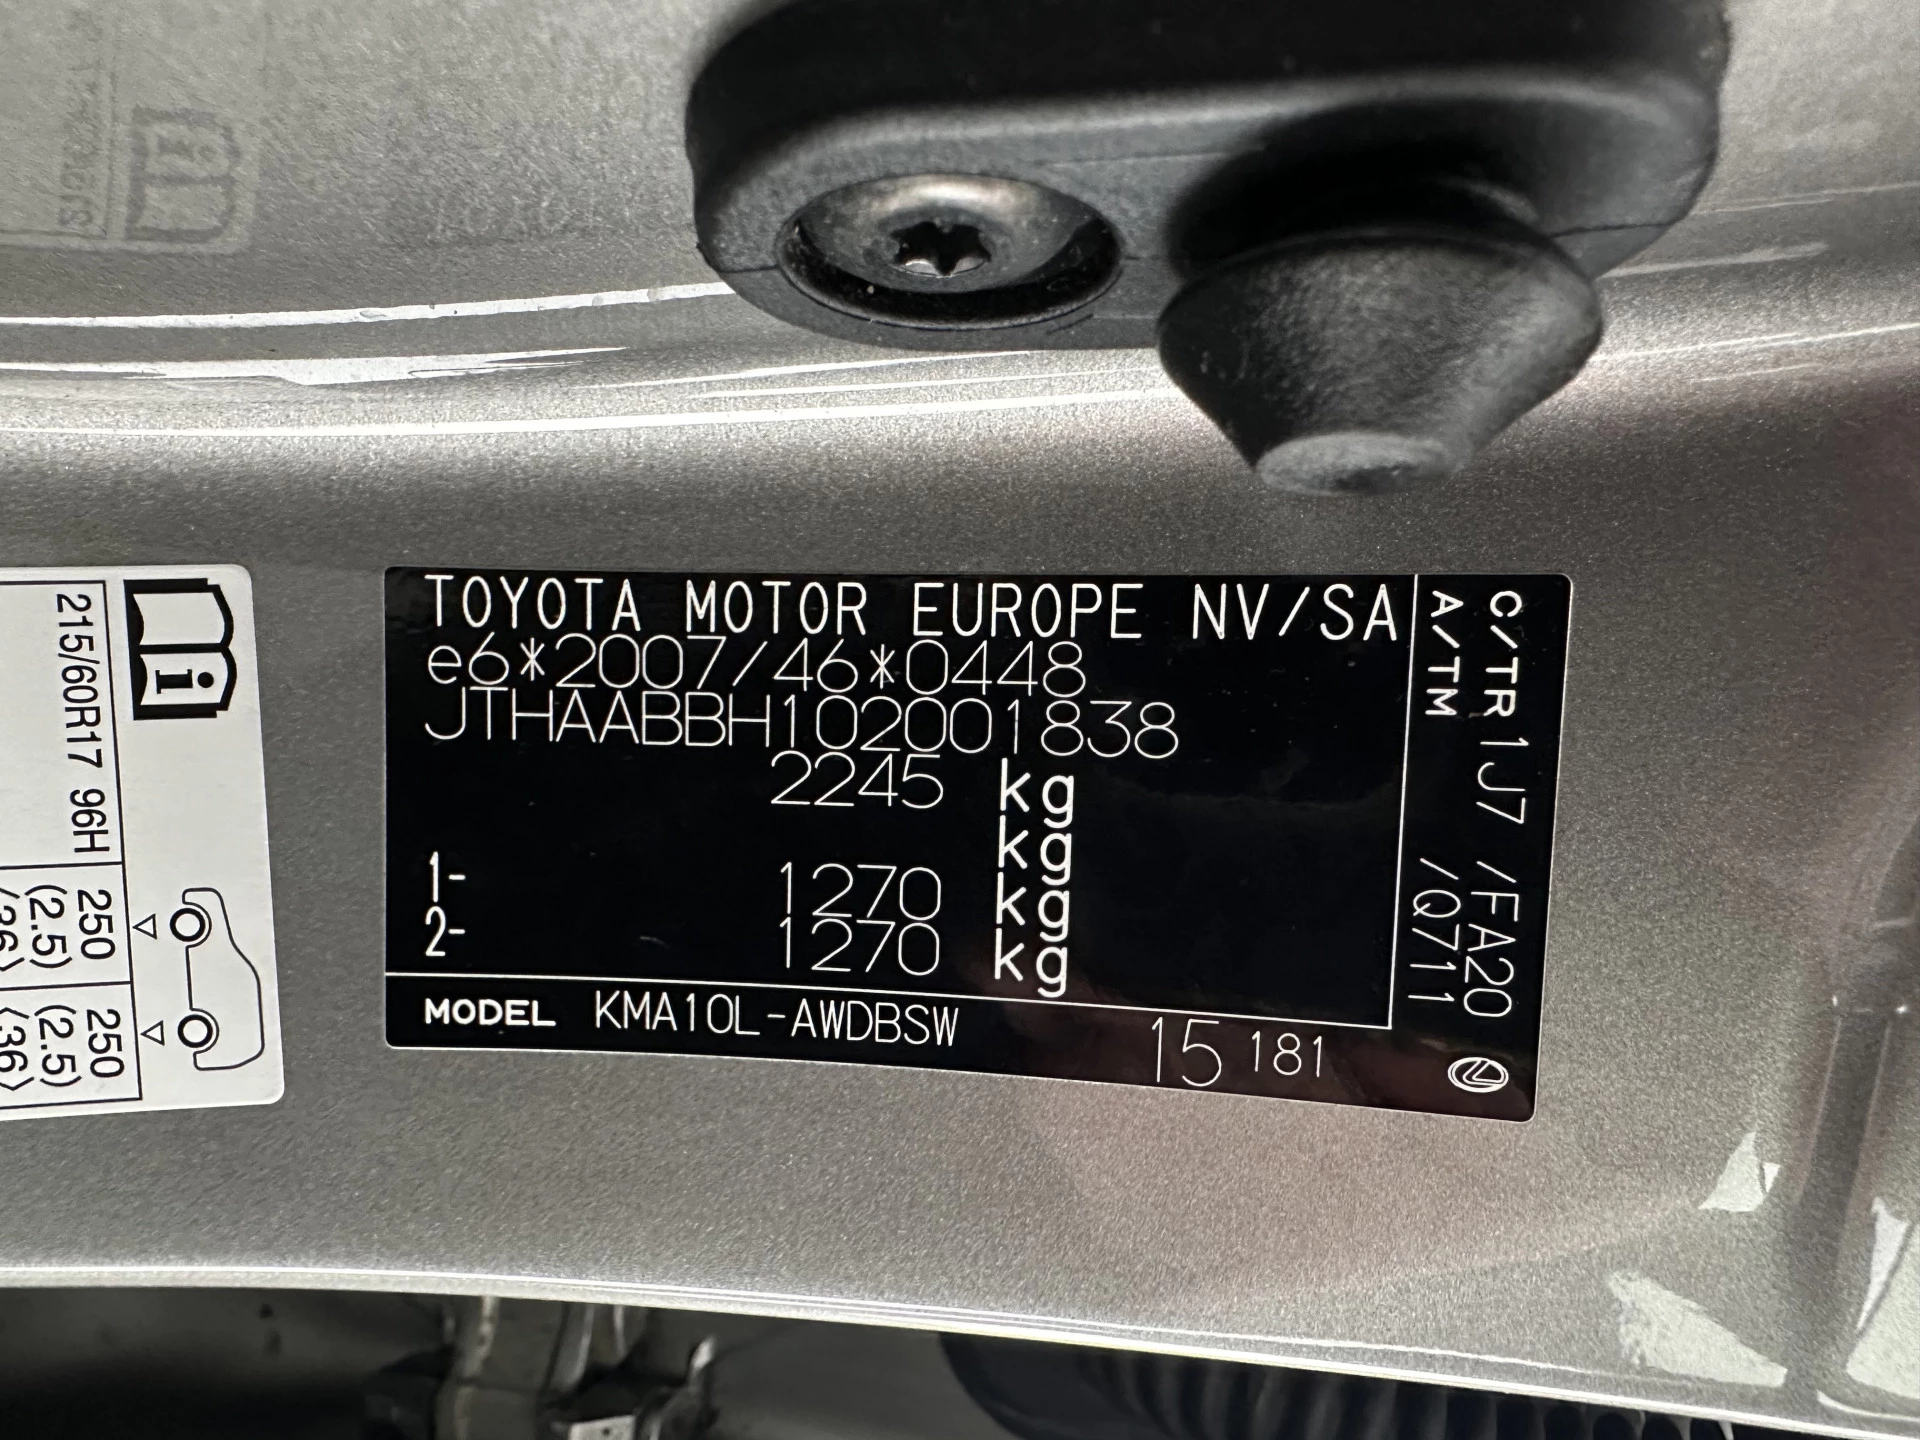 TOYOTA MOTOR EUROPE NV/SA
e6*2007/46*0448
JTHAABBH102001838
2245 kg
kg
1- 1270 kg
2- 1270 kg
MODEL KMA10L-AWDBSW
15 181
C/TR 1J7 /FA20
A/TM /Q711
i
215/60R17 96H
250
(2.5)
⟨36⟩
250
(2.5)
⟨36⟩